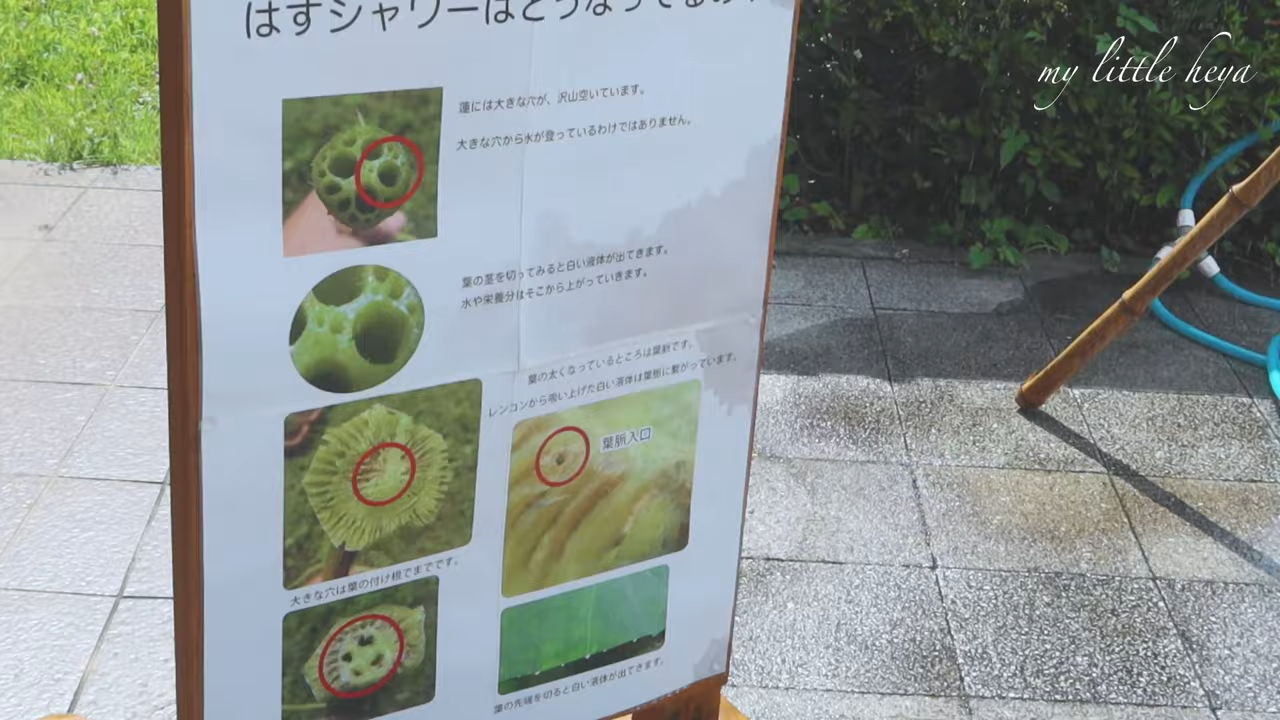 はすシャワーはどうなってるの？
my little heya
蓮には大きな穴が、沢山空いています。
大きな穴から水が登っているわけではありません。
葉の茎を切ってみると白い液体が出できます。
水や栄養分はそこから上がっていきます。
葉の太くなっているところは葉脈です。
レンコンから吸い上げた白い液体は葉脈に繋がっています。
葉脈入口
大きな穴は葉の付け根でまでです。
葉の先端を切ると白い液体が出できます。